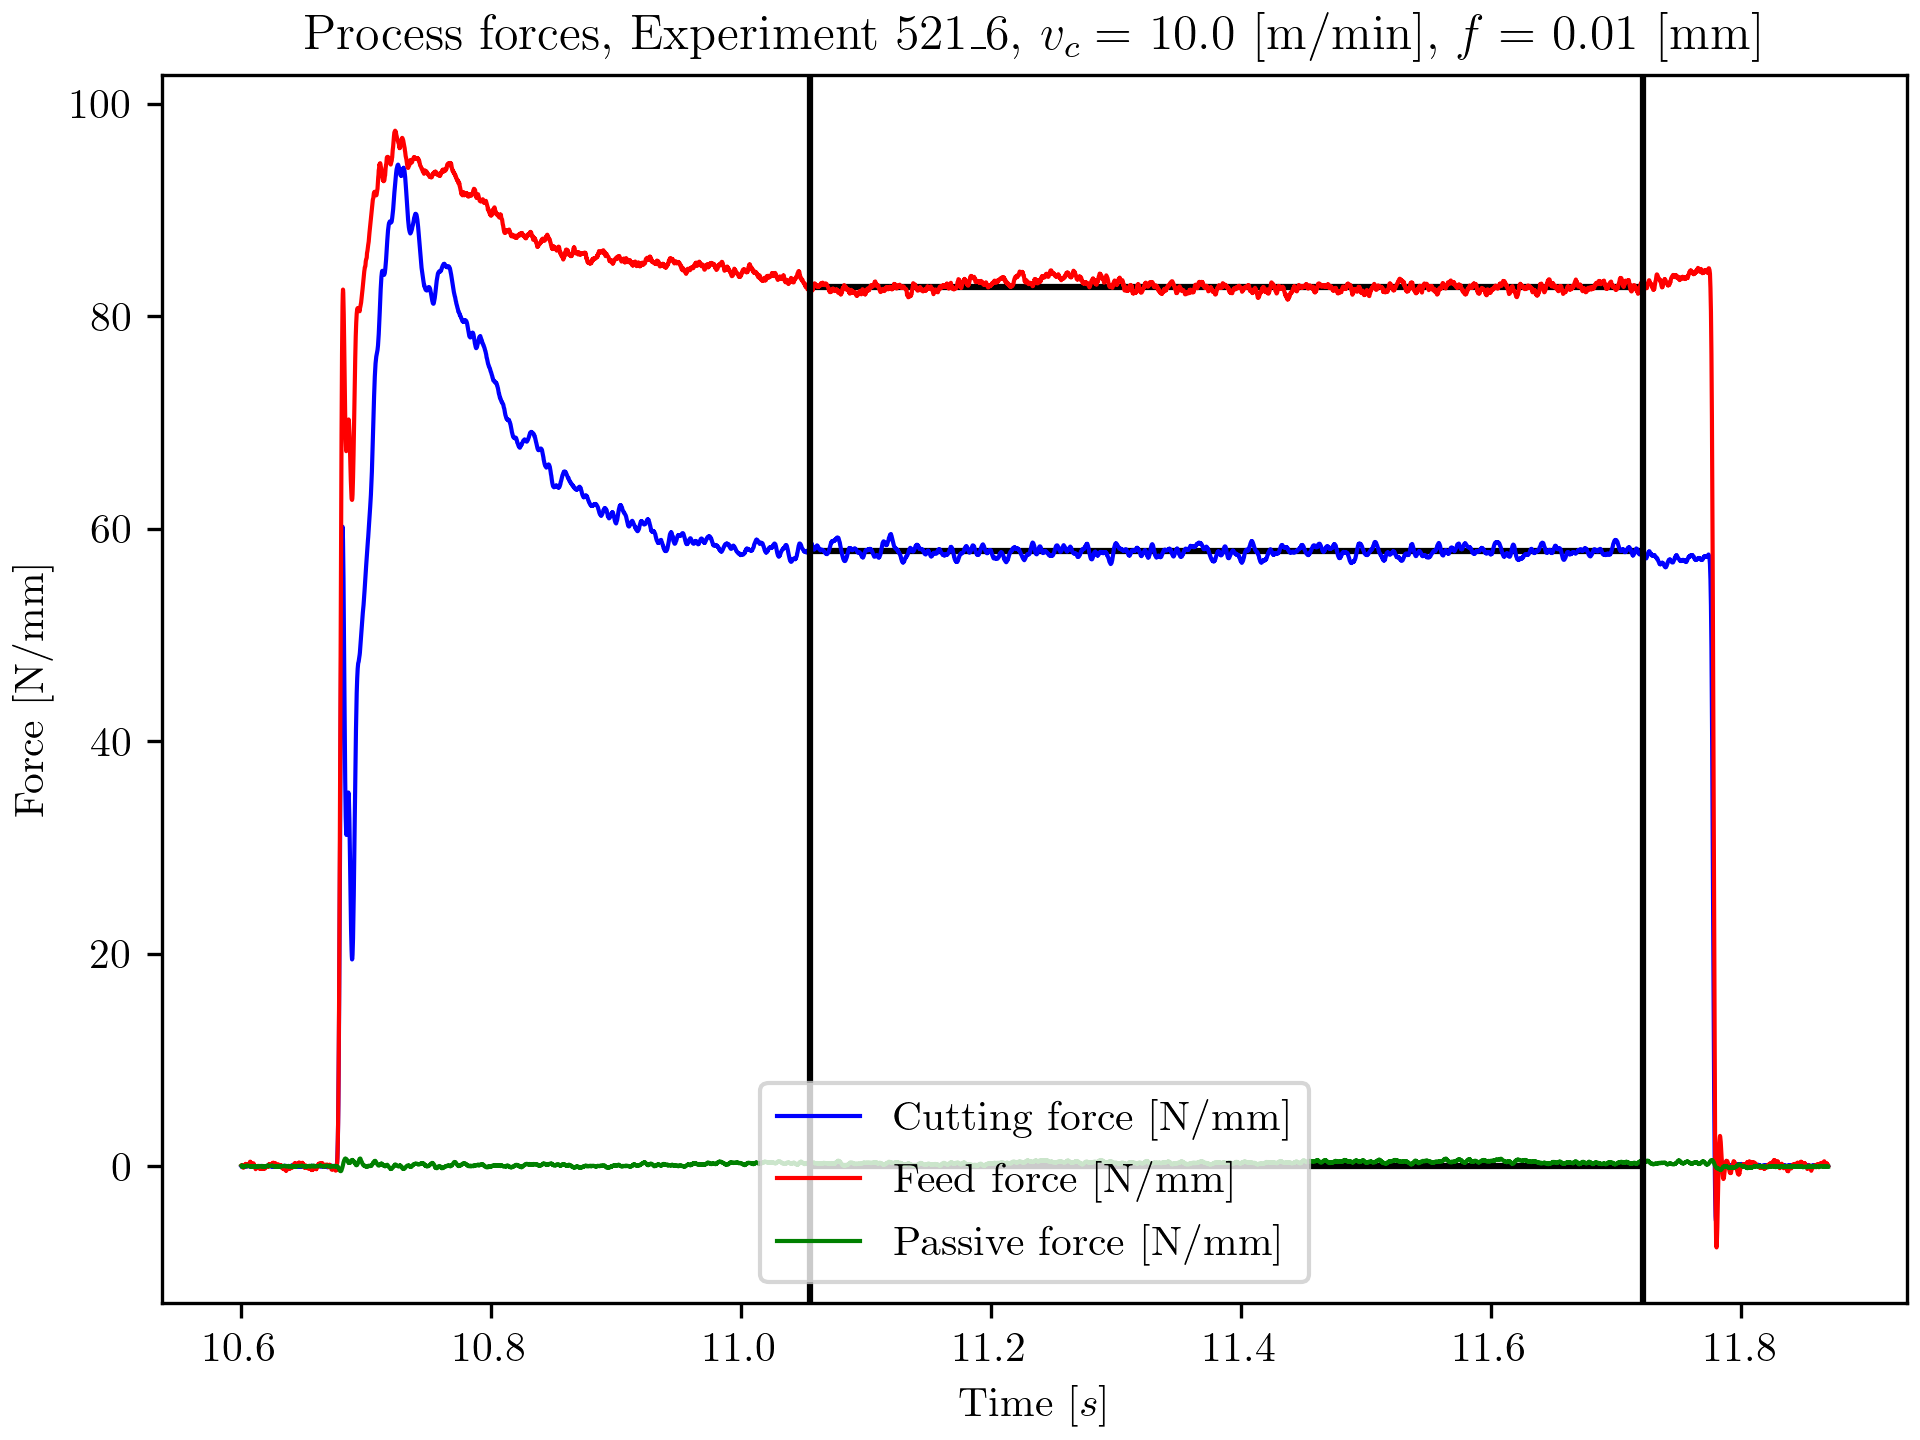 Process forces, Experiment 521_6, v_c = 10.0 [m/min], f = 0.01 [mm]
Force [N/mm]
100
80
60
40
20
0
Cutting force [N/mm]
Feed force [N/mm]
Passive force [N/mm]
10.6 10.8 11.0 11.2 11.4 11.6 11.8
Time [s]